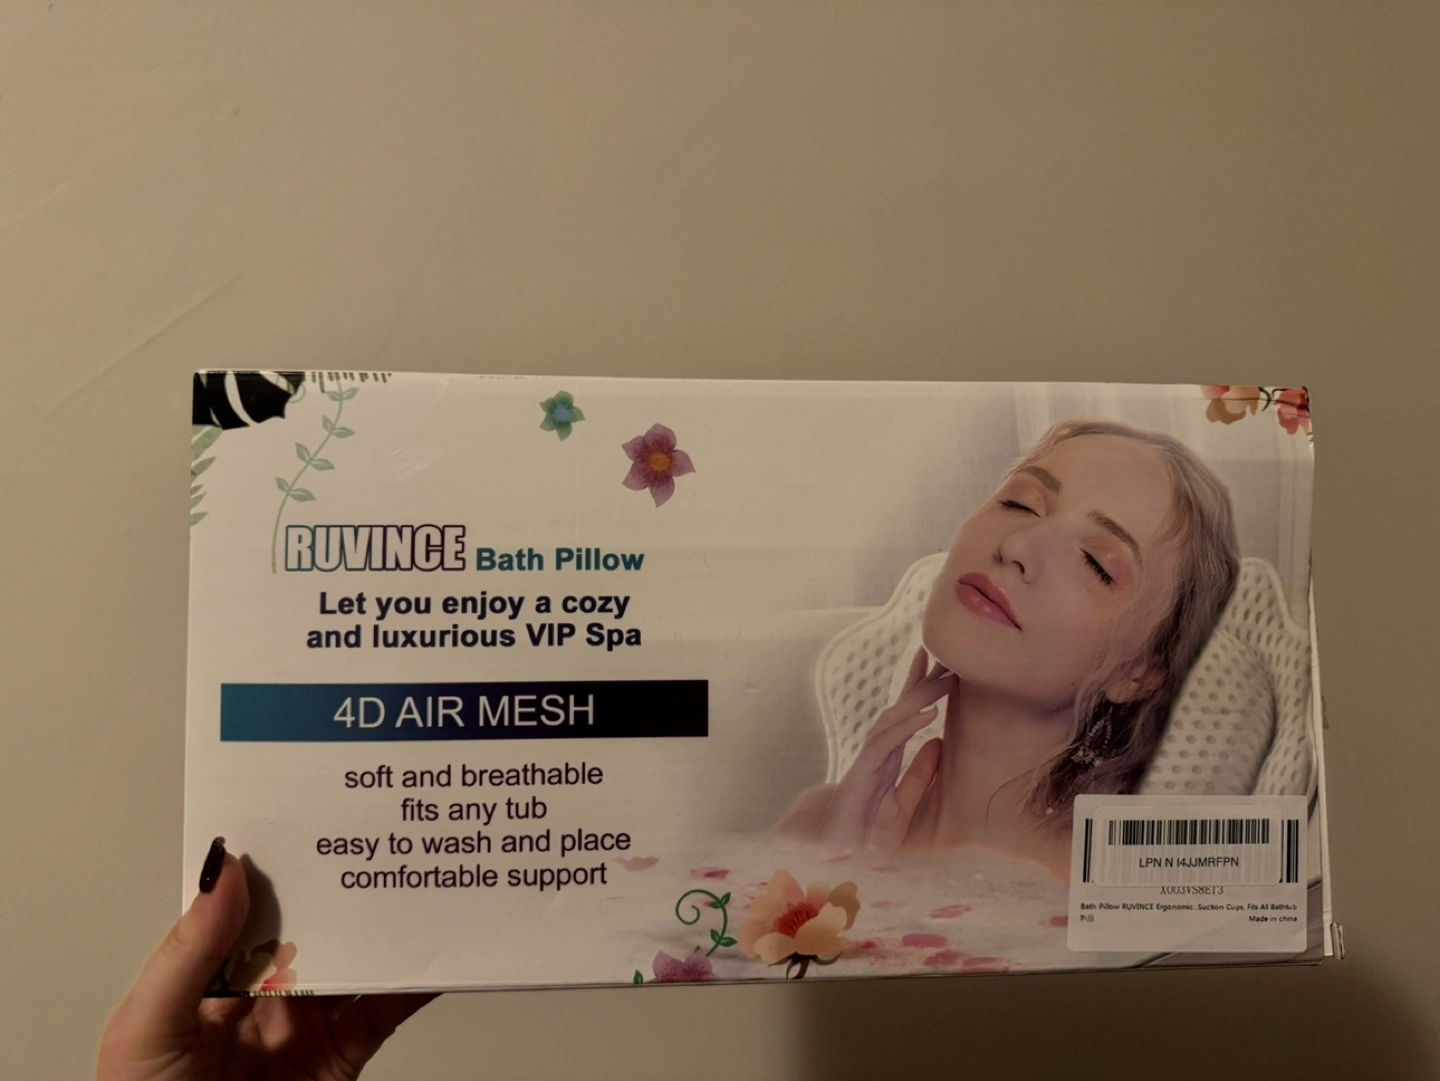 RUVINCE Bath Pillow
Let you enjoy a cozy
and luxurious VIP Spa
4D AIR MESH
soft and breathable
fits any tub
easy to wash and place
comfortable support
LPN N I4JJMRFPN
X003VS8ET3
Bath Pillow RUVINCE Ergonomic...Suction Cups, Fits All Bathtub
Made in china